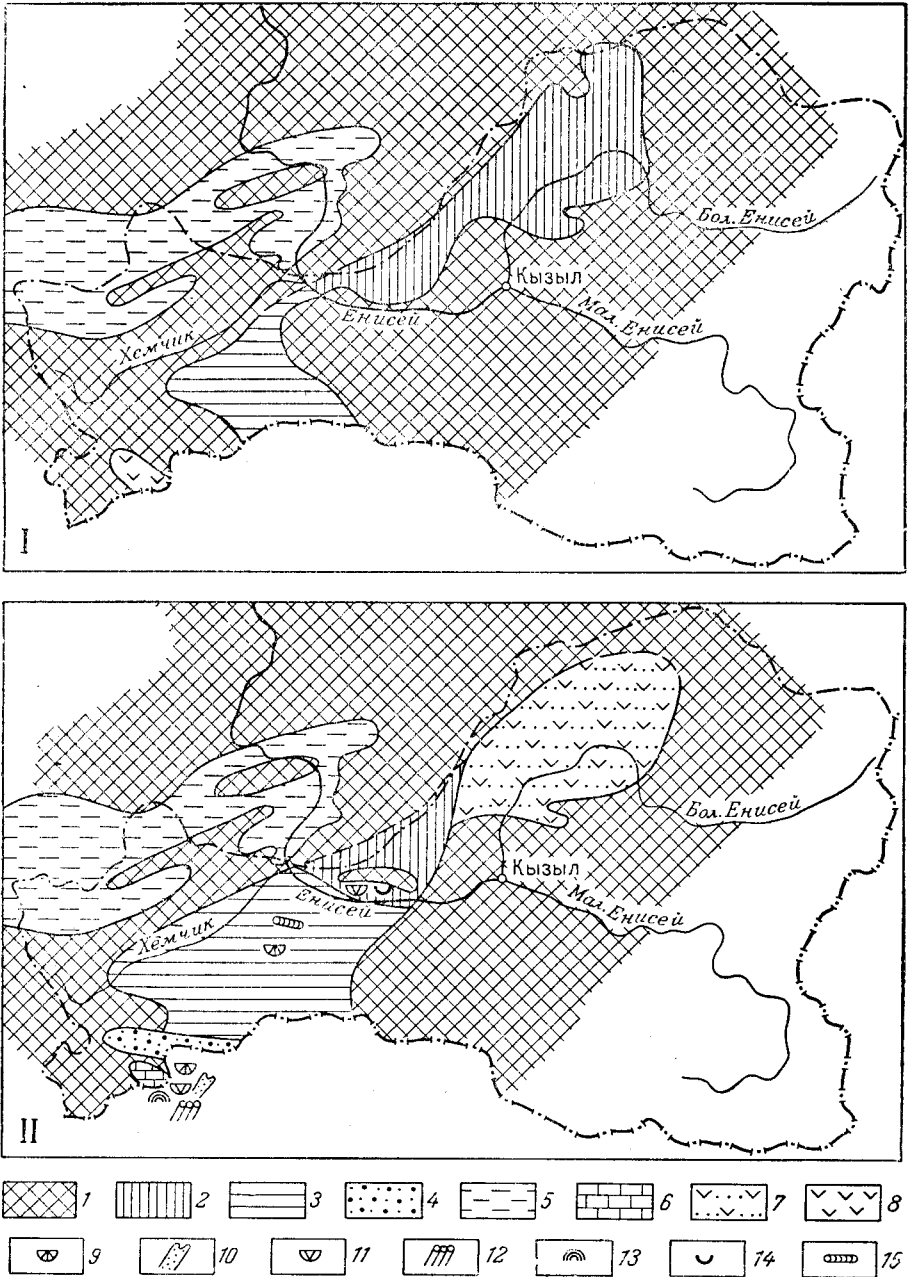 Бол. Енисей
Кызыл
Енисей
Мал. Енисей
Хемчик
I
Бол. Енисей
Кызыл
Енисей
Мал. Енисей
Хемчик
II
1 2 3 4 5 6 7 8
9 10 11 12 13 14 15